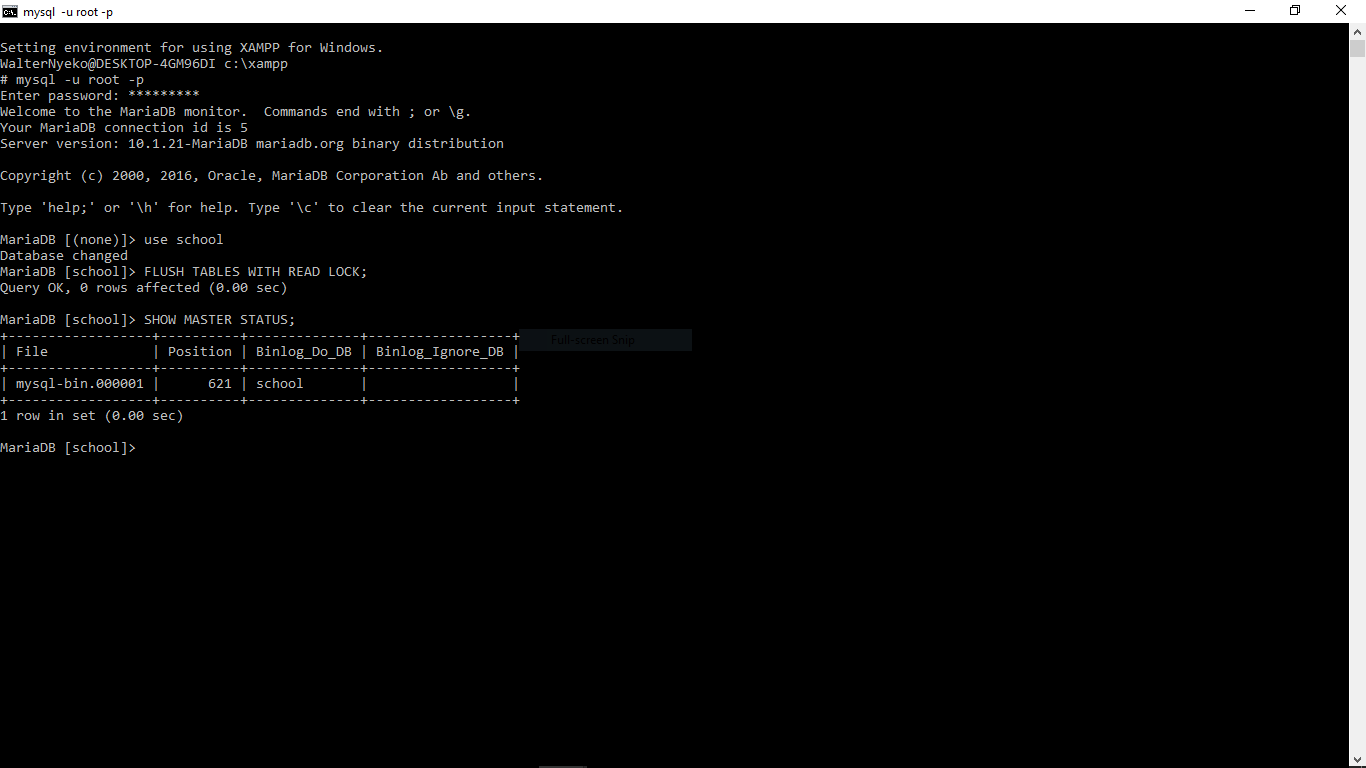 mysql -u root -p
Setting environment for using XAMPP for Windows.
WalterNyeko@DESKTOP-4GM96DI c:\xampp
# mysql -u root -p
Enter password: *********
Welcome to the MariaDB monitor.  Commands end with ; or \g.
Your MariaDB connection id is 5
Server version: 10.1.21-MariaDB mariadb.org binary distribution
Copyright (c) 2000, 2016, Oracle, MariaDB Corporation Ab and others.
Type 'help;' or '\h' for help. Type '\c' to clear the current input statement.
MariaDB [(none)]> use school
Database changed
MariaDB [school]> FLUSH TABLES WITH READ LOCK;
Query OK, 0 rows affected (0.00 sec)
MariaDB [school]> SHOW MASTER STATUS;
+------------------+----------+--------------+------------------+
Full-screen Snip
| File             | Position | Binlog_Do_DB | Binlog_Ignore_DB |
+------------------+----------+--------------+------------------+
| mysql-bin.000001 |      621 | school       |                  |
+------------------+----------+--------------+------------------+
1 row in set (0.00 sec)
MariaDB [school]>